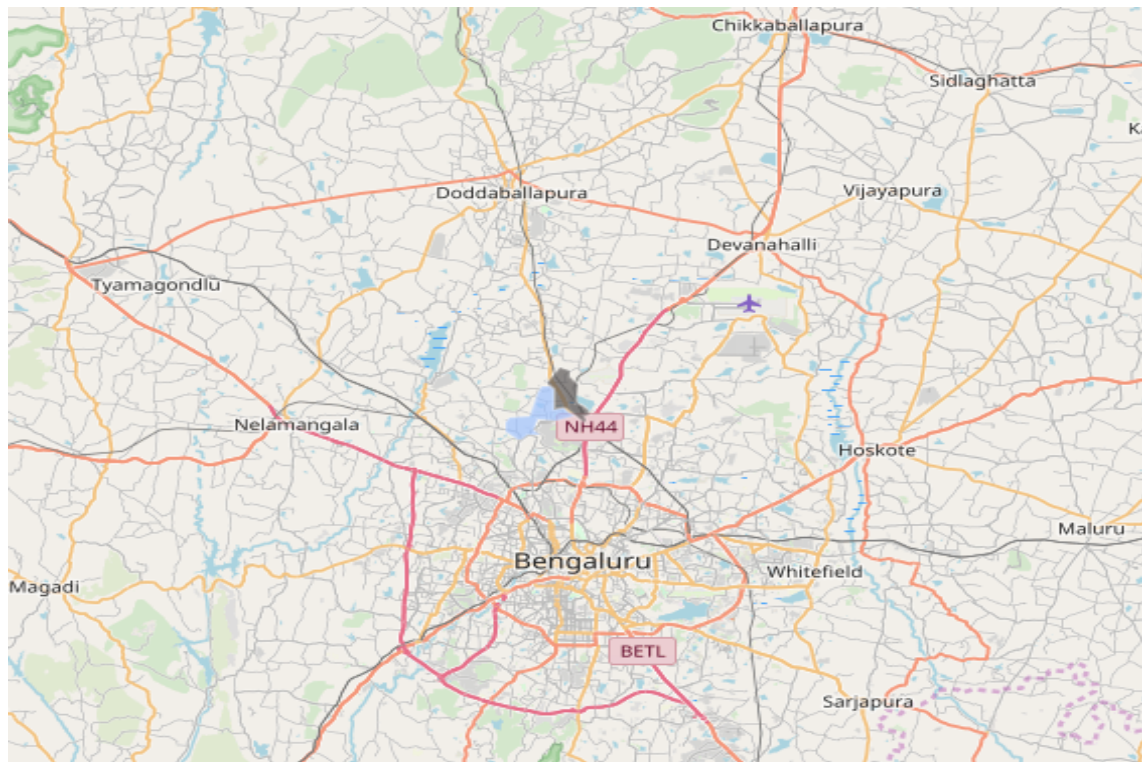 Chikkaballapura
Sidlaghatta
Doddaballapura
Vijayapura
Devanahalli
Tyamagondlu
Nelamangala
NH44
Hoskote
Maluru
Bengaluru
Whitefield
Magadi
BETL
Sarjapura